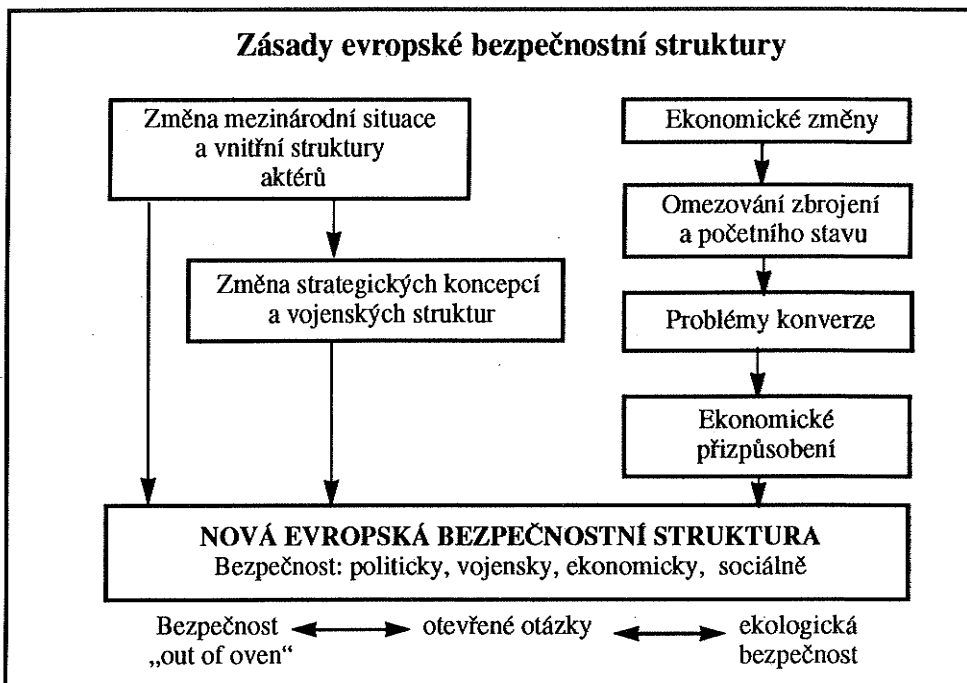 Zásady evropské bezpečnostní struktury
Změna mezinárodní situace
a vnitřní struktury
aktérů
Ekonomické změny
Omezování zbrojení
a početního stavu
Změna strategických koncepcí
a vojenských struktur
Problémy konverze
Ekonomické
přizpůsobení
NOVÁ EVROPSKÁ BEZPEČNOSTNÍ STRUKTURA
Bezpečnost: politicky, vojensky, ekonomicky, sociálně
Bezpečnost
„out of oven“
otevřené otázky
ekologická
bezpečnost